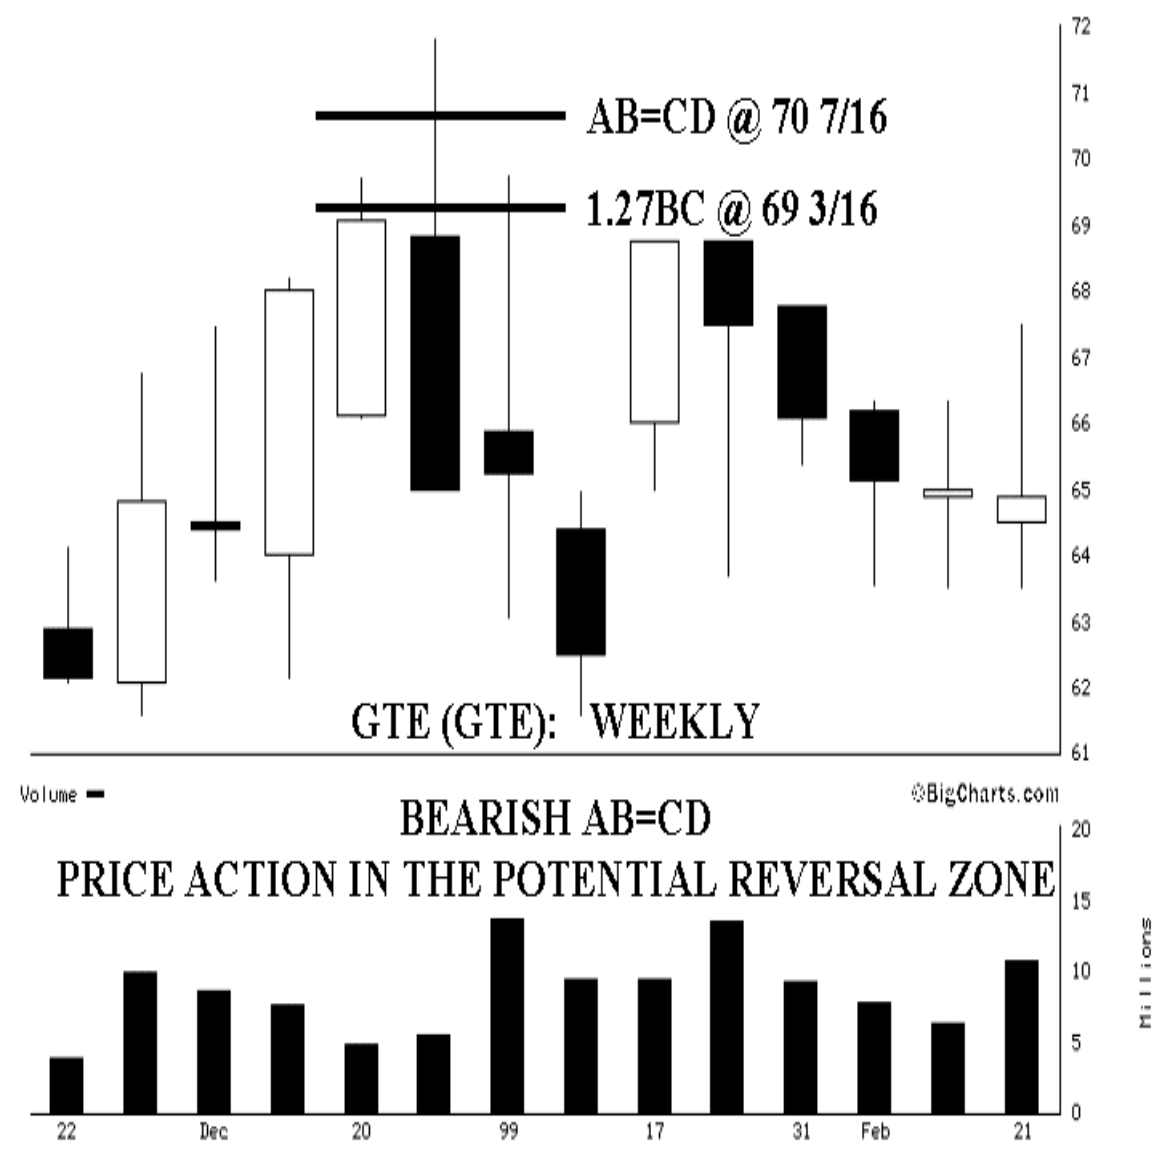 72
71
AB=CD @ 70 7/16
70
1.27BC @ 69 3/16
69
68
67
66
65
64
63
62
GTE (GTE): WEEKLY
61
Volume
©BigCharts.com
BEARISH AB=CD
20
PRICE ACTION IN THE POTENTIAL REVERSAL ZONE
15
Millions
10
5
0
22 Dec 20 99 17 31 Feb 21